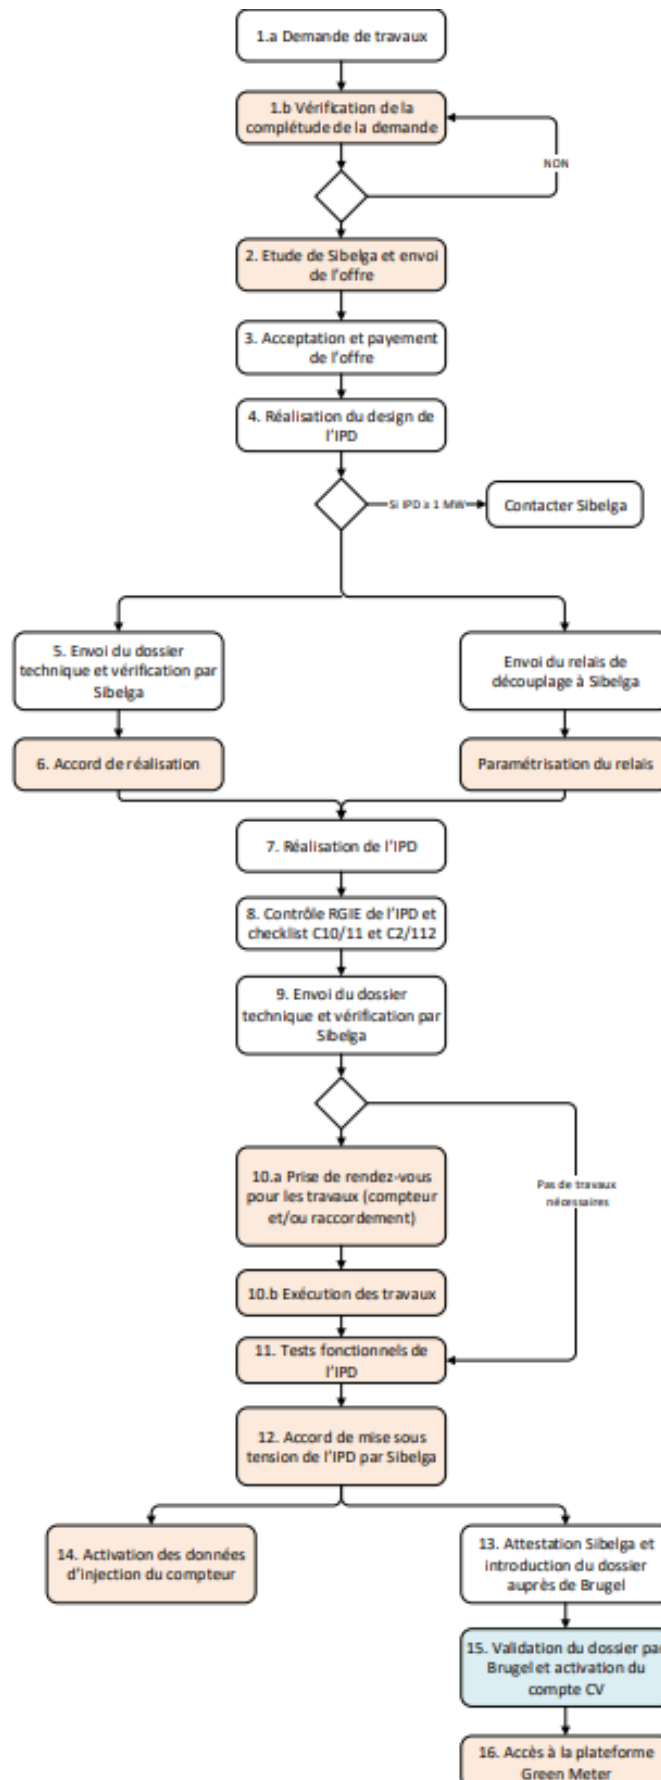 1.a Demande de travaux
1.b Vérification de la
complétude de la demande
NON
2. Etude de Sibelga et envoi
de l'offre
3. Acceptation et payement
de l'offre
4. Réalisation du design de
l'IPD
Si IPD ≥ 1 MW
Contacter Sibelga
5. Envoi du dossier
technique et vérification par
Sibelga
Envoi du relais de
découplage à Sibelga
6. Accord de réalisation
Paramétrisation du relais
7. Réalisation de l'IPD
8. Contrôle RGIE de l'IPD et
checklist C10/11 et C2/112
9. Envoi du dossier
technique et vérification par
Sibelga
10.a Prise de rendez-vous
pour les travaux (compteur
et/ou raccordement)
Pas de travaux
nécessaires
10.b Exécution des travaux
11. Tests fonctionnels de
l'IPD
12. Accord de mise sous
tension de l'IPD par Sibelga
14. Activation des données
d'injection du compteur
13. Attestation Sibelga et
introduction du dossier
auprès de Brugel
15. Validation du dossier par
Brugel et activation du
compte CV
16. Accès à la plateforme
Green Meter